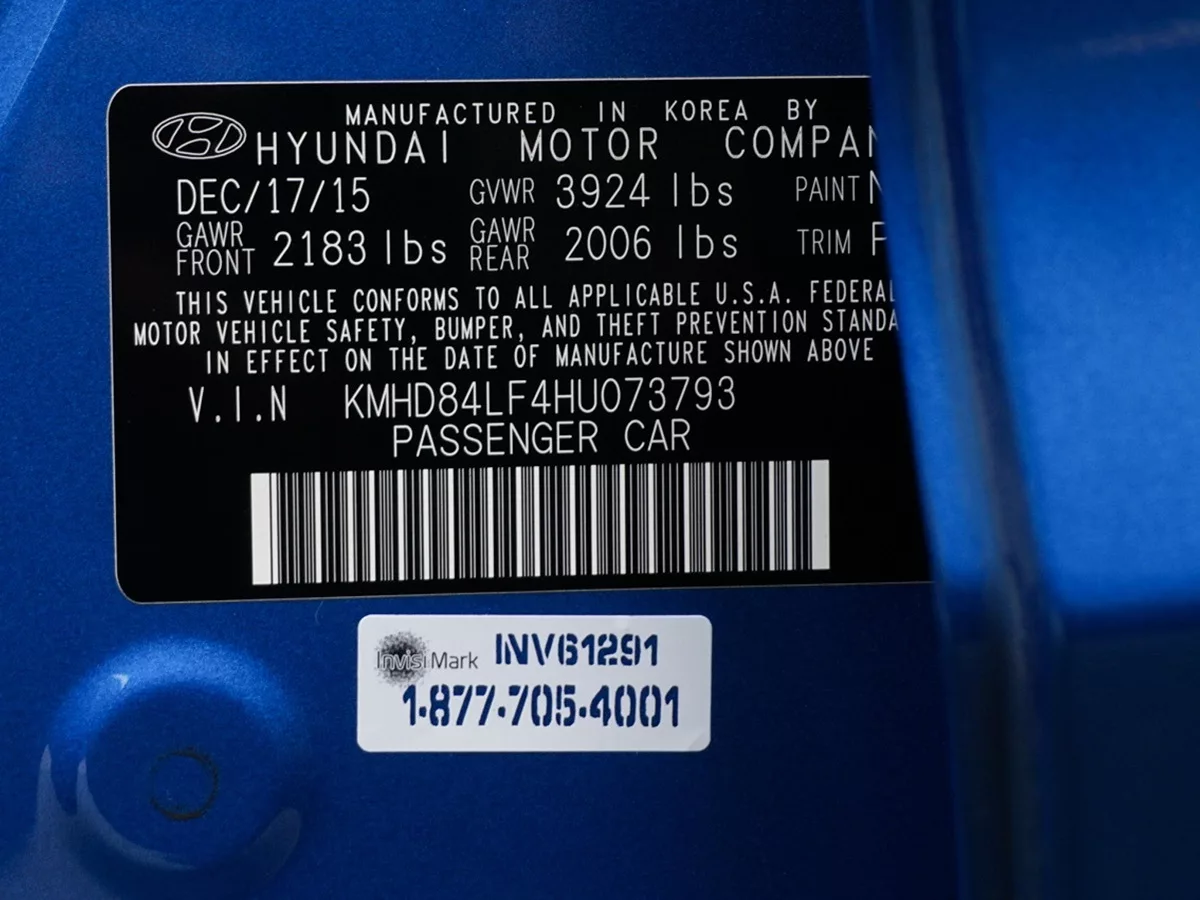 MANUFACTURED IN KOREA BY
HYUNDAI MOTOR
DEC/17/15 GVWR 3924 lbs PAINT
GAWR FRONT 2183 lbs GAWR REAR 2006 lbs TRIM
THIS VEHICLE CONFORMS TO ALL APPLICABLE U.S.A. FEDERAL
MOTOR VEHICLE SAFETY, BUMPER, AND THEFT PREVENTION
IN EFFECT ON THE DATE OF MANUFACTURE SHOWN ABOVE
V.I.N KMHD84LF4HU073793
PASSENGER CAR
InvisiMark INV61291
1-877-705-4001